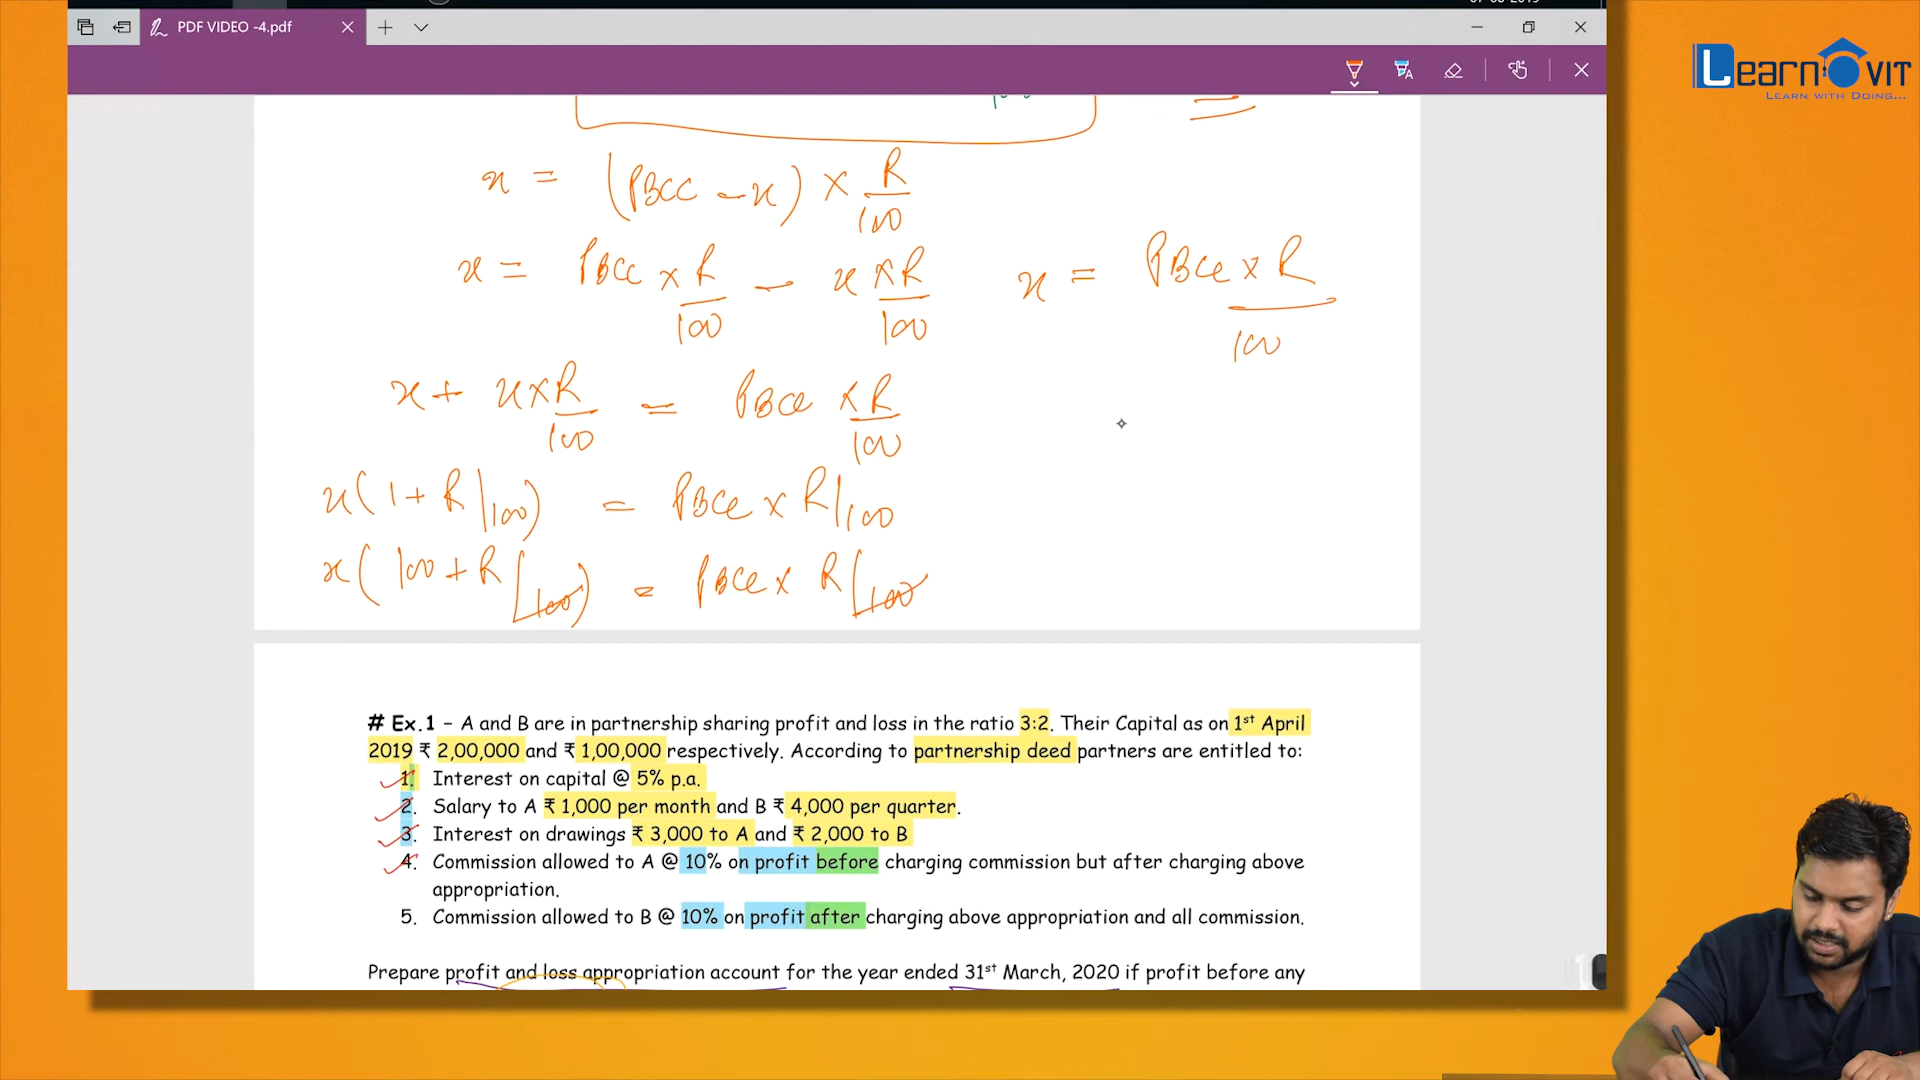 PDF VIDEO -4.pdf
LearnOVIT
LEARN WITH DOING...
x = (PBCC - x) × R/100
x = PBCC × R/100 - x × R/100
x = PBCC × R/100
x + x × R/100 = PBCC × R/100
x(1 + R/100) = PBCC × R/100
x(100 + R/100) = PBCC × R/100
# Ex.1 – A and B are in partnership sharing profit and loss in the ratio 3:2. Their Capital as on 1st April
2019 ₹ 2,00,000 and ₹ 1,00,000 respectively. According to partnership deed partners are entitled to:
1. Interest on capital @ 5% p.a.
2. Salary to A ₹ 1,000 per month and B ₹ 4,000 per quarter.
3. Interest on drawings ₹ 3,000 to A and ₹ 2,000 to B
4. Commission allowed to A @ 10% on profit before charging commission but after charging above
appropriation.
5. Commission allowed to B @ 10% on profit after charging above appropriation and all commission.
Prepare profit and loss appropriation account for the year ended 31st March, 2020 if profit before any